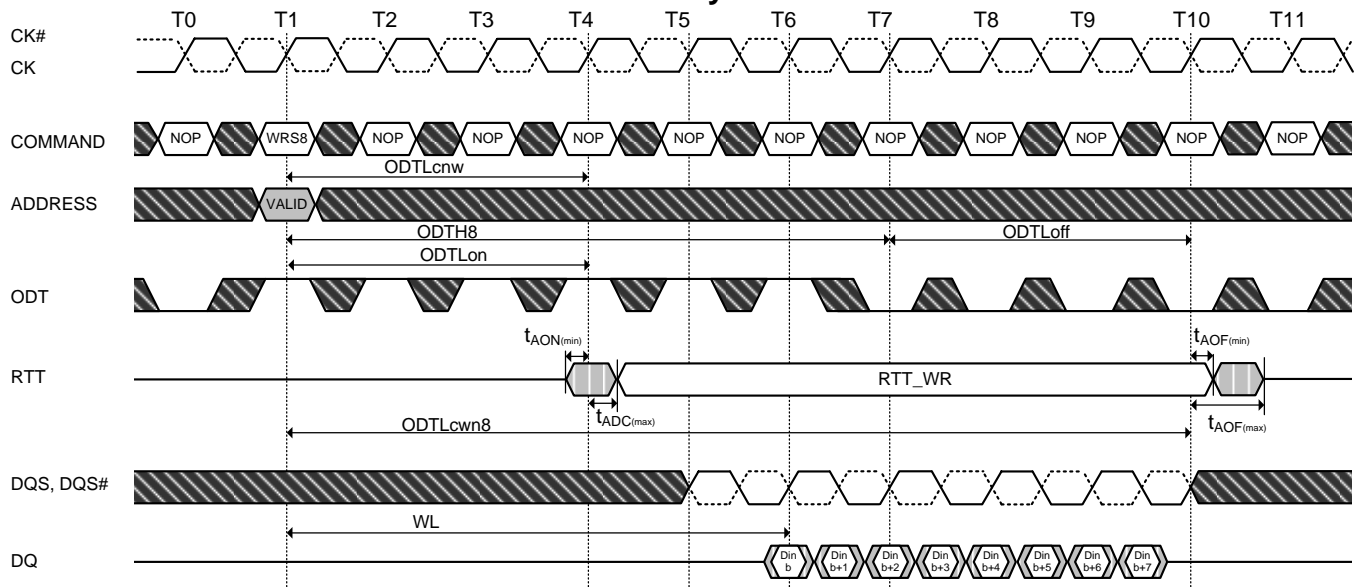 T0 T1 T2 T3 T4 T5 T6 T7 T8 T9 T10 T11
CK#
CK
COMMAND NOP WRS8 NOP NOP NOP NOP NOP NOP NOP NOP NOP NOP
ODTLcnw
ADDRESS VALID
ODTH8 ODTLoff
ODTLon
ODT
tAON(min) tAOF(min)
RTT RTT_WR
tADC(max) tAOF(max)
ODTLcwn8
DQS, DQS#
WL
DQ Din b Din b+1 Din b+2 Din b+3 Din b+4 Din b+5 Din b+6 Din b+7